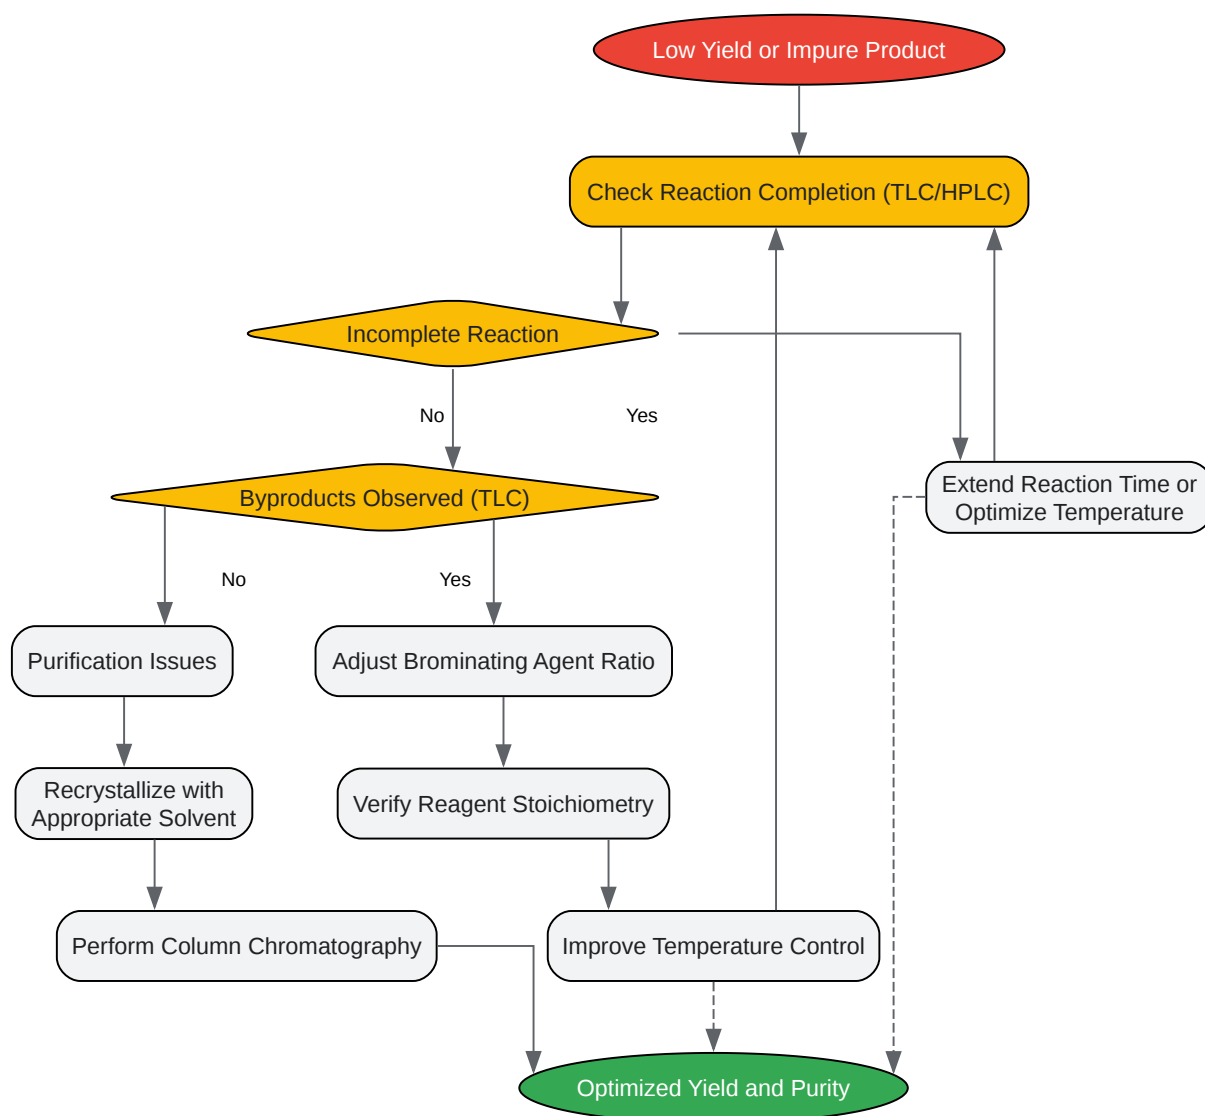 Low Yield or Impure Product
Check Reaction Completion (TLC/HPLC)
Incomplete Reaction
No
Yes
Byproducts Observed (TLC)
Extend Reaction Time or
Optimize Temperature
No
Yes
Purification Issues
Adjust Brominating Agent Ratio
Recrystallize with
Appropriate Solvent
Verify Reagent Stoichiometry
Perform Column Chromatography
Improve Temperature Control
Optimized Yield and Purity